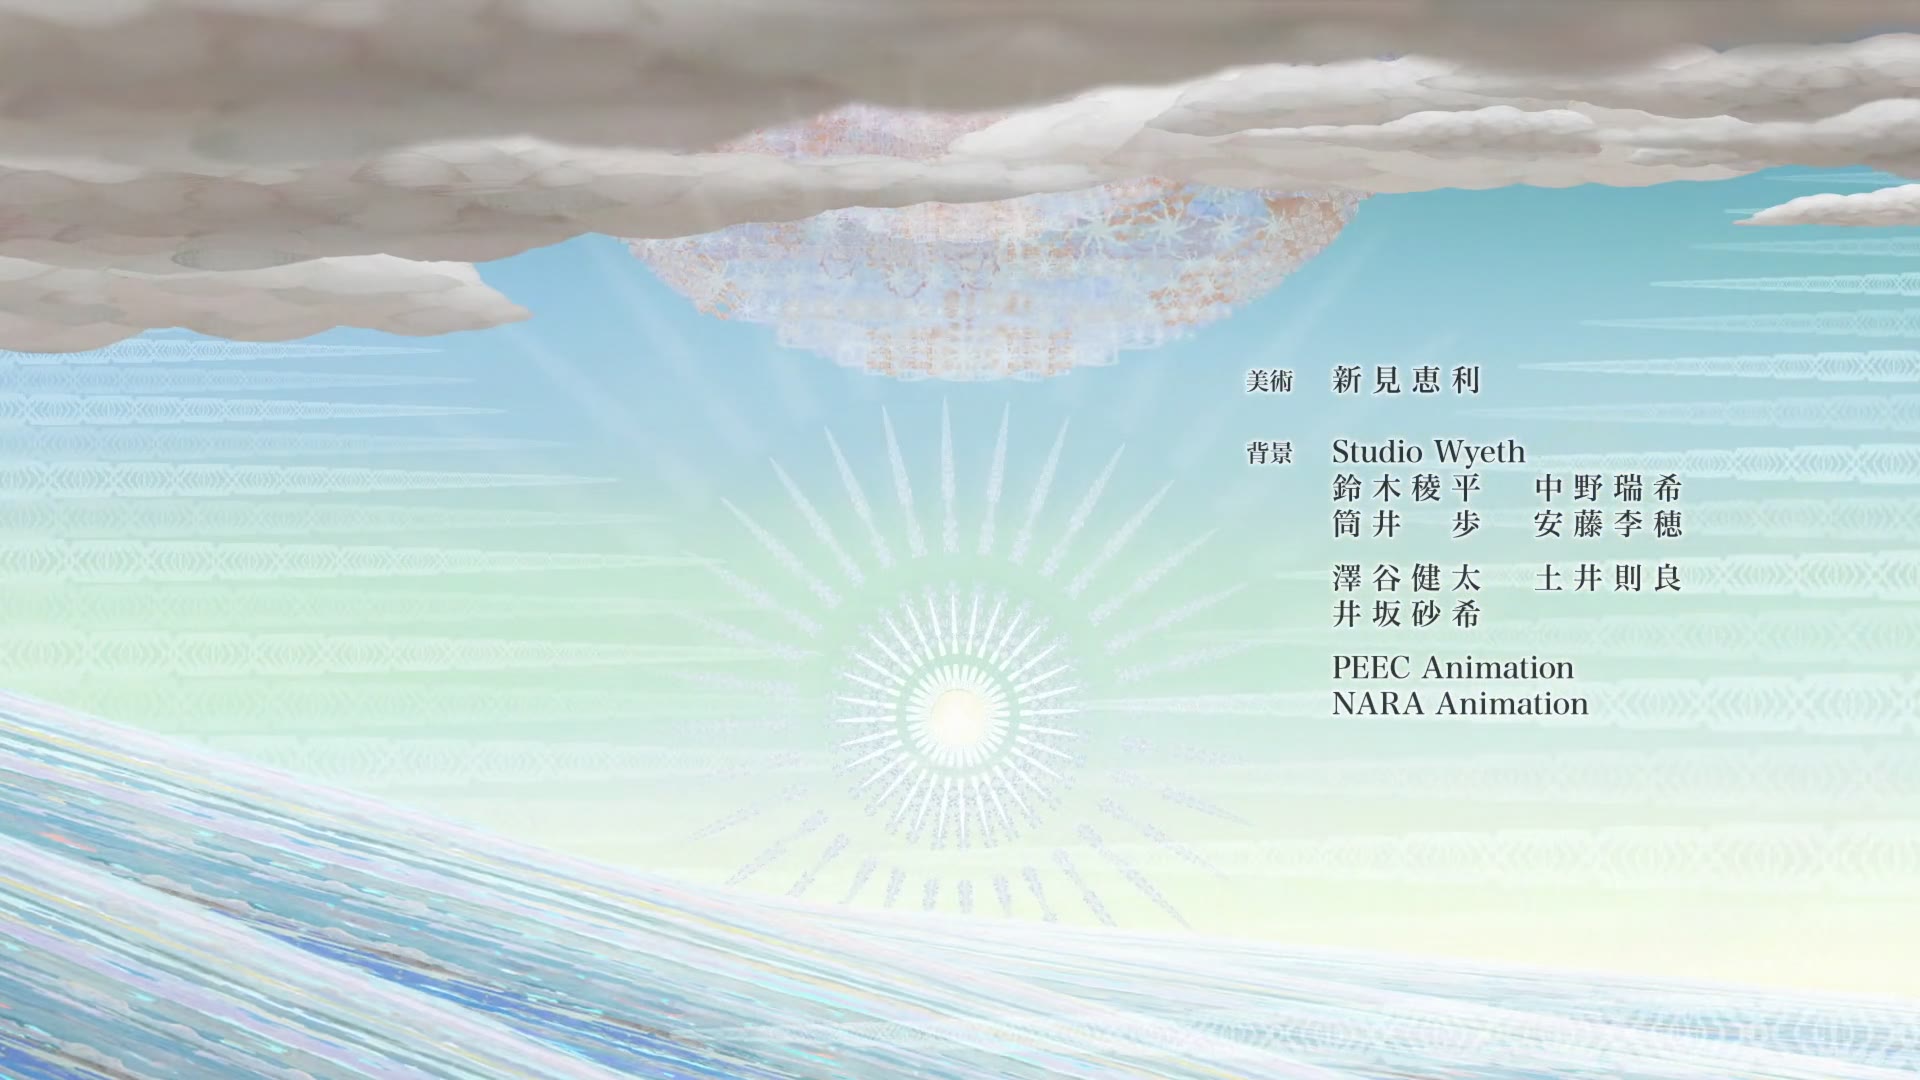 美術 新見恵利
背景 Studio Wyeth
鈴木稜平 中野瑞希
筒井 歩 安藤李穂
澤谷健太 土井則良
井坂砂希
PEEC Animation
NARA Animation